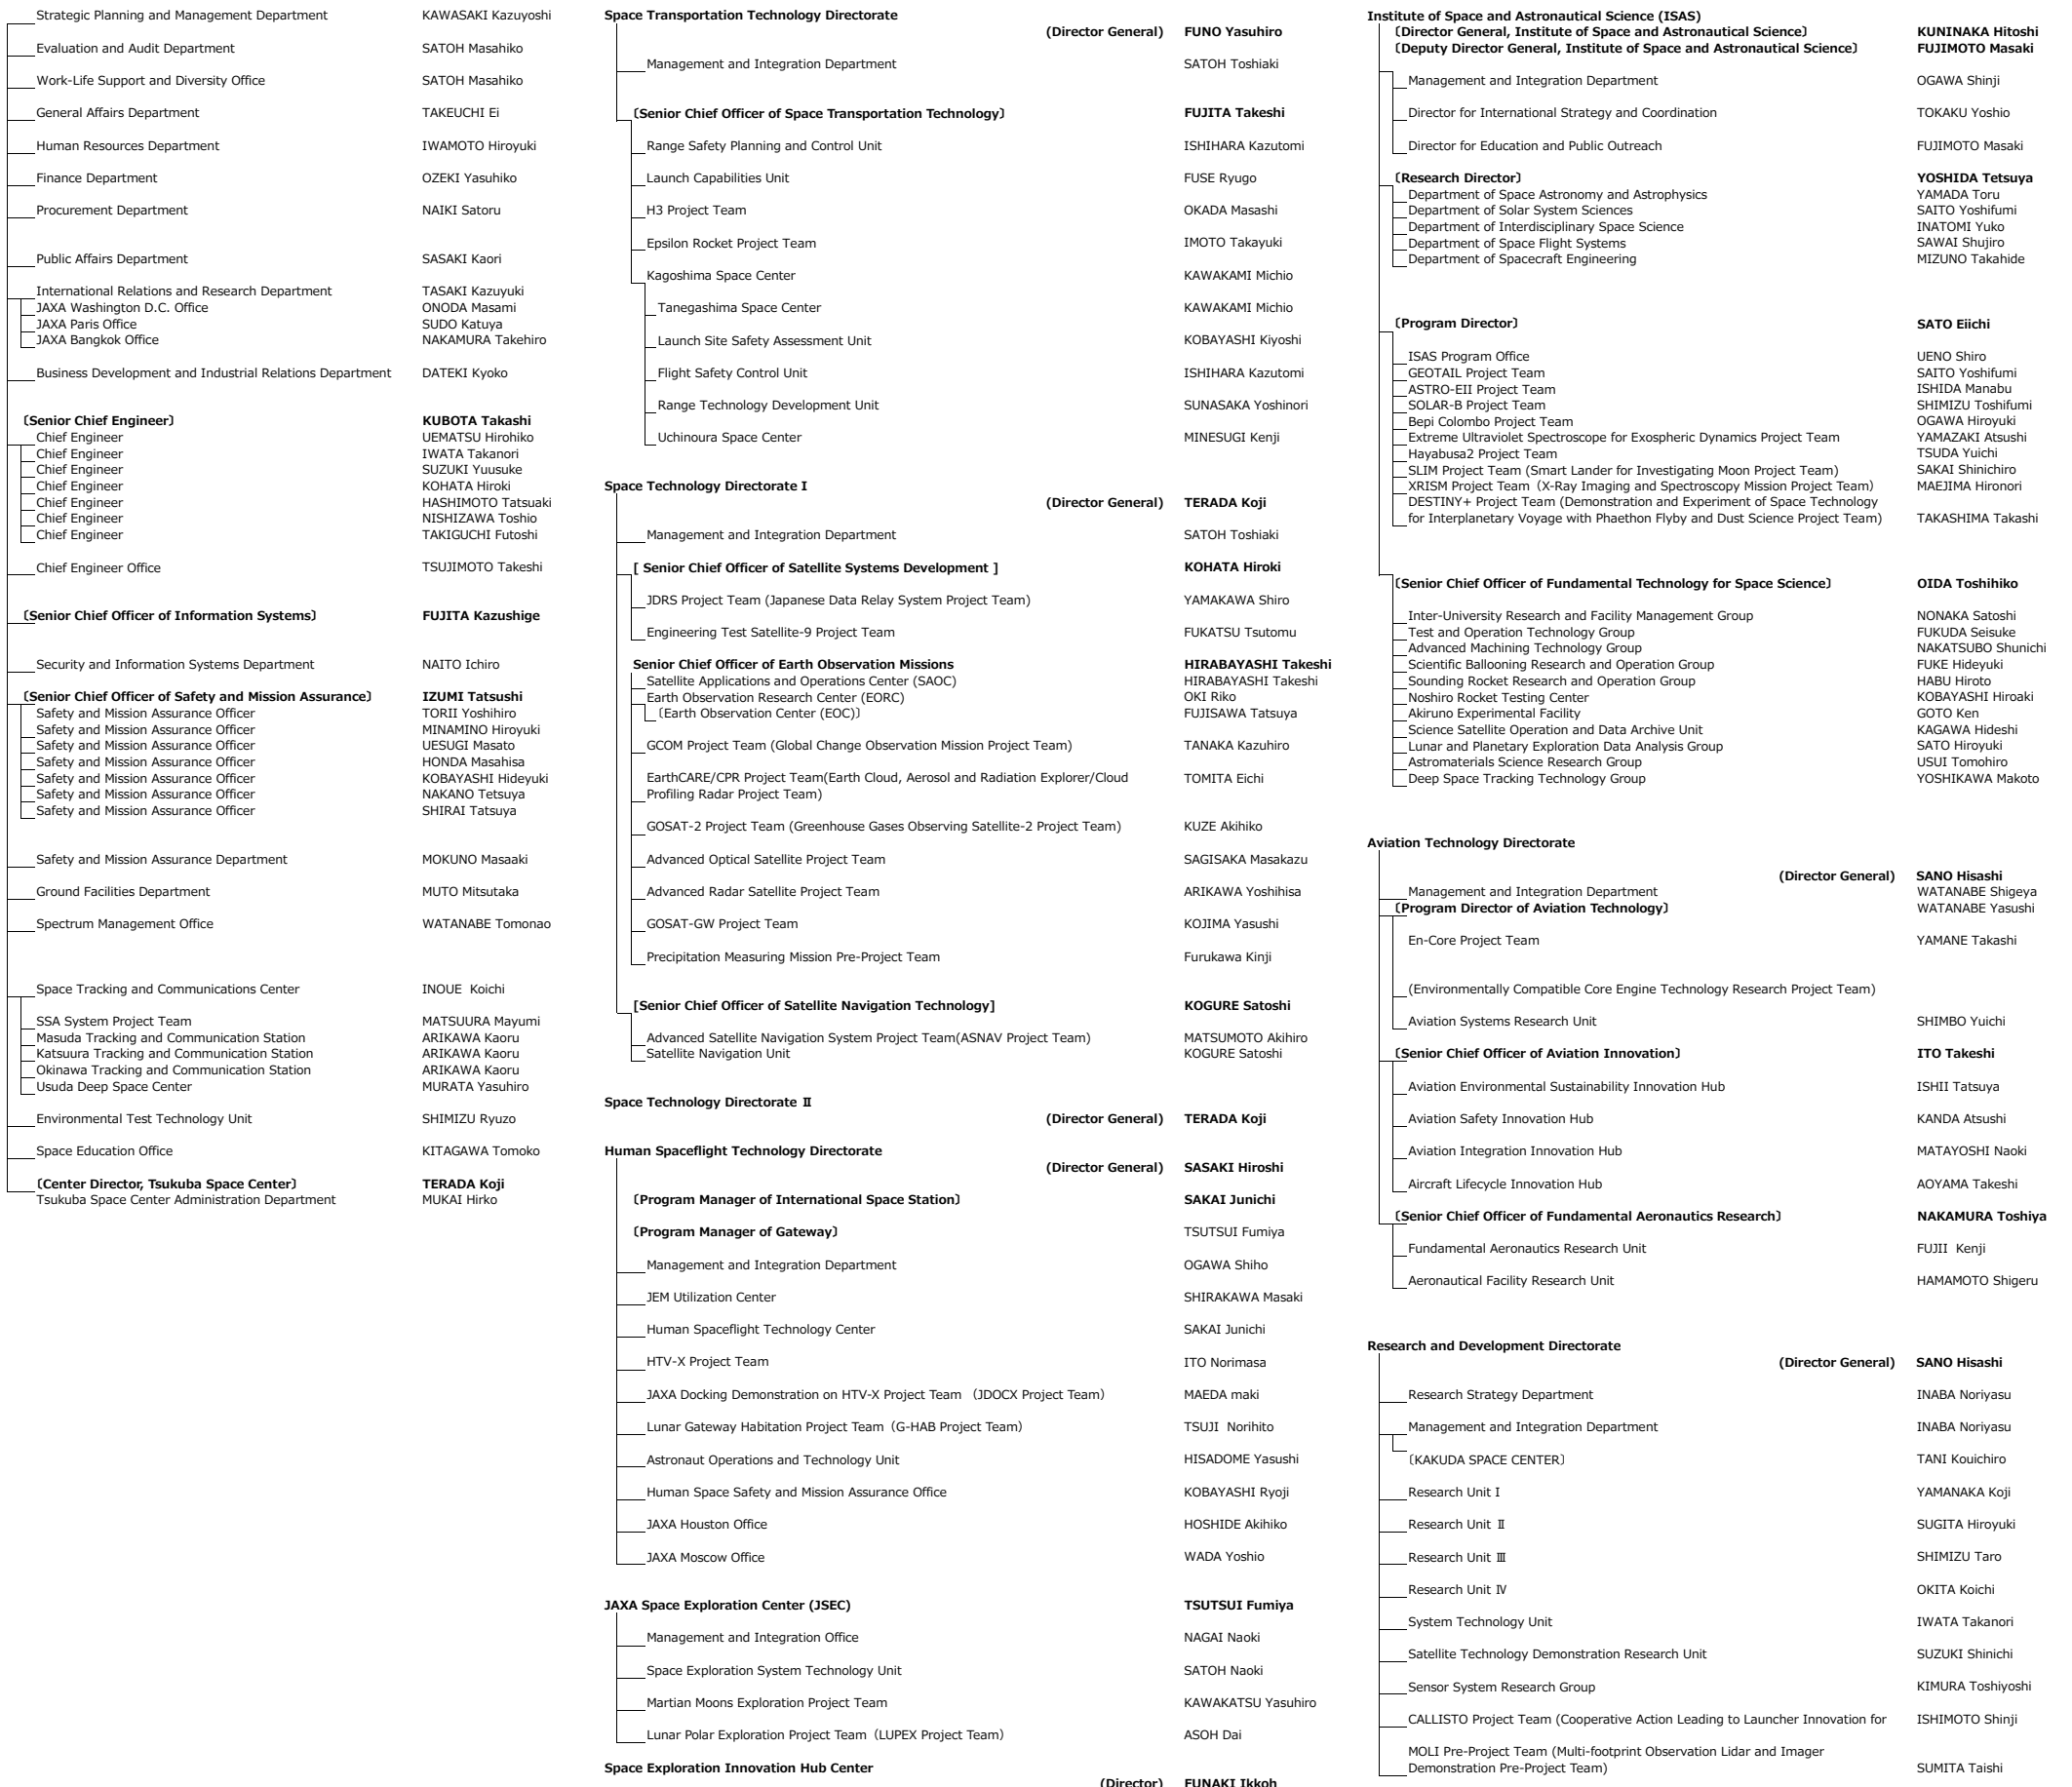 Strategic Planning and Management Department KAWASAKI Kazuyoshi
Evaluation and Audit Department SATOH Masahiko
Work-Life Support and Diversity Office SATOH Masahiko
General Affairs Department TAKEUCHI Ei
Human Resources Department IWAMOTO Hiroyuki
Finance Department OZEKI Yasuhiko
Procurement Department NAIKI Satoru
Public Affairs Department SASAKI Kaori
International Relations and Research Department TASAKI Kazuyuki
JAXA Washington D.C. Office ONODA Masami
JAXA Paris Office SUDO Katuya
JAXA Bangkok Office NAKAMURA Takehiro
Business Development and Industrial Relations Department DATEKI Kyoko
〔Senior Chief Engineer〕 KUBOTA Takashi
Chief Engineer UEMATSU Hirohiko
Chief Engineer IWATA Takanori
Chief Engineer SUZUKI Yuusuke
Chief Engineer KOHATA Hiroki
Chief Engineer HASHIMOTO Tatsuaki
Chief Engineer NISHIZAWA Toshio
Chief Engineer TAKIGUCHI Futoshi
Chief Engineer Office TSUJIMOTO Takeshi
〔Senior Chief Officer of Information Systems〕 FUJITA Kazushige
Security and Information Systems Department NAITO Ichiro
〔Senior Chief Officer of Safety and Mission Assurance〕 IZUMI Tatsushi
Safety and Mission Assurance Officer TORII Yoshihiro
Safety and Mission Assurance Officer MINAMINO Hiroyuki
Safety and Mission Assurance Officer UESUGI Masato
Safety and Mission Assurance Officer HONDA Masahisa
Safety and Mission Assurance Officer KOBAYASHI Hideyuki
Safety and Mission Assurance Officer NAKANO Tetsuya
Safety and Mission Assurance Officer SHIRAI Tatsuya
Safety and Mission Assurance Department MOKUNO Masaaki
Ground Facilities Department MUTO Mitsutaka
Spectrum Management Office WATANABE Tomonao
Space Tracking and Communications Center INOUE Koichi
SSA System Project Team MATSUURA Mayumi
Masuda Tracking and Communication Station ARIKAWA Kaoru
Katsuura Tracking and Communication Station ARIKAWA Kaoru
Okinawa Tracking and Communication Station ARIKAWA Kaoru
Usuda Deep Space Center MURATA Yasuhiro
Environmental Test Technology Unit SHIMIZU Ryuzo
Space Education Office KITAGAWA Tomoko
〔Center Director, Tsukuba Space Center〕 TERADA Koji
Tsukuba Space Center Administration Department MUKAI Hirko
Space Transportation Technology Directorate
(Director General) FUNO Yasuhiro
Management and Integration Department SATOH Toshiaki
〔Senior Chief Officer of Space Transportation Technology〕 FUJITA Takeshi
Range Safety Planning and Control Unit ISHIHARA Kazutomi
Launch Capabilities Unit FUSE Ryugo
H3 Project Team OKADA Masashi
Epsilon Rocket Project Team IMOTO Takayuki
Kagoshima Space Center KAWAKAMI Michio
Tanegashima Space Center KAWAKAMI Michio
Launch Site Safety Assessment Unit KOBAYASHI Kiyoshi
Flight Safety Control Unit ISHIHARA Kazutomi
Range Technology Development Unit SUNASAKA Yoshinori
Uchinoura Space Center MINESUGI Kenji
Space Technology Directorate I
(Director General) TERADA Koji
Management and Integration Department SATOH Toshiaki
[ Senior Chief Officer of Satellite Systems Development ] KOHATA Hiroki
JDRS Project Team (Japanese Data Relay System Project Team) YAMAKAWA Shiro
Engineering Test Satellite-9 Project Team FUKATSU Tsutomu
Senior Chief Officer of Earth Observation Missions HIRABAYASHI Takeshi
Satellite Applications and Operations Center (SAOC) HIRABAYASHI Takeshi
Earth Observation Research Center (EORC) OKI Riko
〔Earth Observation Center (EOC)〕 FUJISAWA Tatsuya
GCOM Project Team (Global Change Observation Mission Project Team) TANAKA Kazuhiro
EarthCARE/CPR Project Team(Earth Cloud, Aerosol and Radiation Explorer/Cloud TOMITA Eichi
Profiling Radar Project Team)
GOSAT-2 Project Team (Greenhouse Gases Observing Satellite-2 Project Team) KUZE Akihiko
Advanced Optical Satellite Project Team SAGISAKA Masakazu
Advanced Radar Satellite Project Team ARIKAWA Yoshihisa
GOSAT-GW Project Team KOJIMA Yasushi
Precipitation Measuring Mission Pre-Project Team Furukawa Kinji
[Senior Chief Officer of Satellite Navigation Technology] KOGURE Satoshi
Advanced Satellite Navigation System Project Team(ASNAV Project Team) MATSUMOTO Akihiro
Satellite Navigation Unit KOGURE Satoshi
Space Technology Directorate Ⅱ
(Director General) TERADA Koji
Human Spaceflight Technology Directorate
(Director General) SASAKI Hiroshi
〔Program Manager of International Space Station〕 SAKAI Junichi
〔Program Manager of Gateway〕 TSUTSUI Fumiya
Management and Integration Department OGAWA Shiho
JEM Utilization Center SHIRAKAWA Masaki
Human Spaceflight Technology Center SAKAI Junichi
HTV-X Project Team ITO Norimasa
JAXA Docking Demonstration on HTV-X Project Team （JDOCX Project Team） MAEDA maki
Lunar Gateway Habitation Project Team（G-HAB Project Team） TSUJI Norihito
Astronaut Operations and Technology Unit HISADOME Yasushi
Human Space Safety and Mission Assurance Office KOBAYASHI Ryoji
JAXA Houston Office HOSHIDE Akihiko
JAXA Moscow Office WADA Yoshio
JAXA Space Exploration Center (JSEC) TSUTSUI Fumiya
Management and Integration Office NAGAI Naoki
Space Exploration System Technology Unit SATOH Naoki
Martian Moons Exploration Project Team KAWAKATSU Yasuhiro
Lunar Polar Exploration Project Team（LUPEX Project Team） ASOH Dai
Space Exploration Innovation Hub Center
(Director) FUNAKI Ikkoh
Institute of Space and Astronautical Science (ISAS)
〔Director General, Institute of Space and Astronautical Science〕 KUNINAKA Hitoshi
〔Deputy Director General, Institute of Space and Astronautical Science〕 FUJIMOTO Masaki
Management and Integration Department OGAWA Shinji
Director for International Strategy and Coordination TOKAKU Yoshio
Director for Education and Public Outreach FUJIMOTO Masaki
〔Research Director〕 YOSHIDA Tetsuya
Department of Space Astronomy and Astrophysics YAMADA Toru
Department of Solar System Sciences SAITO Yoshifumi
Department of Interdisciplinary Space Science INATOMI Yuko
Department of Space Flight Systems SAWAI Shujiro
Department of Spacecraft Engineering MIZUNO Takahide
〔Program Director〕 SATO Eiichi
ISAS Program Office UENO Shiro
GEOTAIL Project Team SAITO Yoshifumi
ASTRO-EII Project Team ISHIDA Manabu
SOLAR-B Project Team SHIMIZU Toshifumi
Bepi Colombo Project Team OGAWA Hiroyuki
Extreme Ultraviolet Spectroscope for Exospheric Dynamics Project Team YAMAZAKI Atsushi
Hayabusa2 Project Team TSUDA Yuichi
SLIM Project Team (Smart Lander for Investigating Moon Project Team) SAKAI Shinichiro
XRISM Project Team（X-Ray Imaging and Spectroscopy Mission Project Team） MAEJIMA Hironori
DESTINY+ Project Team (Demonstration and Experiment of Space Technology
for Interplanetary Voyage with Phaethon Flyby and Dust Science Project Team) TAKASHIMA Takashi
〔Senior Chief Officer of Fundamental Technology for Space Science〕 OIDA Toshihiko
Inter-University Research and Facility Management Group NONAKA Satoshi
Test and Operation Technology Group FUKUDA Seisuke
Advanced Machining Technology Group NAKATSUBO Shunichi
Scientific Ballooning Research and Operation Group FUKE Hideyuki
Sounding Rocket Research and Operation Group HABU Hiroto
Noshiro Rocket Testing Center KOBAYASHI Hiroaki
Akiruno Experimental Facility GOTO Ken
Science Satellite Operation and Data Archive Unit KAGAWA Hideshi
Lunar and Planetary Exploration Data Analysis Group SATO Hiroyuki
Astromaterials Science Research Group USUI Tomohiro
Deep Space Tracking Technology Group YOSHIKAWA Makoto
Aviation Technology Directorate
(Director General) SANO Hisashi
Management and Integration Department WATANABE Shigeya
〔Program Director of Aviation Technology〕 WATANABE Yasushi
En-Core Project Team YAMANE Takashi
(Environmentally Compatible Core Engine Technology Research Project Team)
Aviation Systems Research Unit SHIMBO Yuichi
〔Senior Chief Officer of Aviation Innovation〕 ITO Takeshi
Aviation Environmental Sustainability Innovation Hub ISHII Tatsuya
Aviation Safety Innovation Hub KANDA Atsushi
Aviation Integration Innovation Hub MATAYOSHI Naoki
Aircraft Lifecycle Innovation Hub AOYAMA Takeshi
〔Senior Chief Officer of Fundamental Aeronautics Research〕 NAKAMURA Toshiya
Fundamental Aeronautics Research Unit FUJII Kenji
Aeronautical Facility Research Unit HAMAMOTO Shigeru
Research and Development Directorate
(Director General) SANO Hisashi
Research Strategy Department INABA Noriyasu
Management and Integration Department INABA Noriyasu
〔KAKUDA SPACE CENTER〕 TANI Kouichiro
Research Unit I YAMANAKA Koji
Research Unit Ⅱ SUGITA Hiroyuki
Research Unit Ⅲ SHIMIZU Taro
Research Unit Ⅳ OKITA Koichi
System Technology Unit IWATA Takanori
Satellite Technology Demonstration Research Unit SUZUKI Shinichi
Sensor System Research Group KIMURA Toshiyoshi
CALLISTO Project Team (Cooperative Action Leading to Launcher Innovation for ISHIMOTO Shinji
MOLI Pre-Project Team (Multi-footprint Observation Lidar and Imager
Demonstration Pre-Project Team) SUMITA Taishi